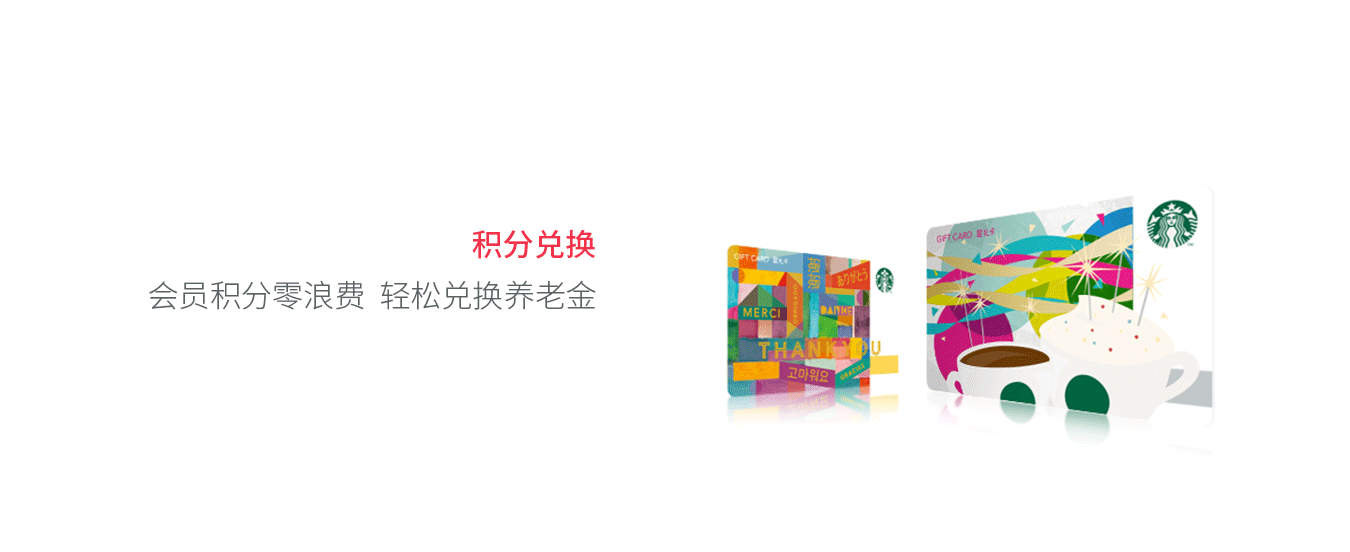 积分兑换
会员积分零浪费 轻松兑换养老金
GIFT CARD 星礼卡
谢谢
ありがとう
OBRIGADO
MERCI
DANKE
THANK YOU
고마워요
GRACIAS
GIFT CARD 星礼卡